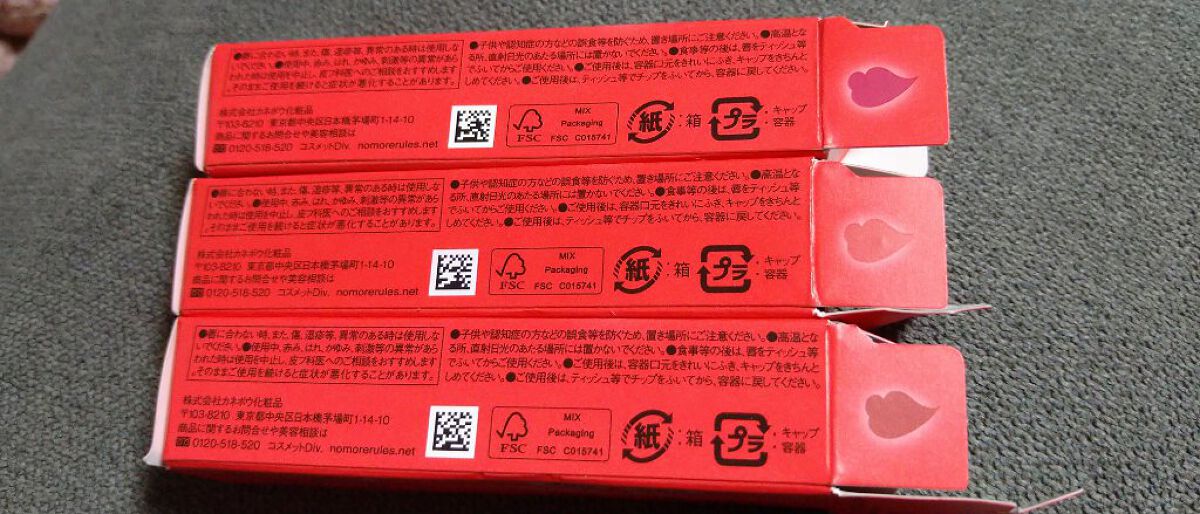 ●唇に合わない時、また、傷、湿疹等、異常のある時は使用しな
いでください。●使用中、赤み、はれ、かゆみ、刺激等の異常があら
われた時は使用を中止し、皮フ科医へのご相談をおすすめします
。そのままご使用を続けると症状が悪化することがあります。
●子供や認知症の方などの誤食等を防ぐため、置き場所にご注意ください。●高温とな
る所、直射日光のあたる場所には置かないでください。●食事等の後は、唇をティッシュ等
でふいてからご使用ください。●ご使用後は、容器口元をきれいにふき、キャップをきちんと
しめてください。●ご使用後は、ティッシュ等でチップをふいてから、容器に戻してください。
株式会社カネボウ化粧品
〒103-8210 東京都中央区日本橋茅場町1-14-10
商品に関するお問合せや美容相談は
0120-518-520 コスメットDiv. nomorerules.net
FSC
MIX
Packaging
FSC C015741
紙:箱
プラ:キャップ
・容器
●唇に合わない時、また、傷、湿疹等、異常のある時は使用しな
いでください。●使用中、赤み、はれ、かゆみ、刺激等の異常があら
われた時は使用を中止し、皮フ科医へのご相談をおすすめします
。そのままご使用を続けると症状が悪化することがあります。
●子供や認知症の方などの誤食等を防ぐため、置き場所にご注意ください。●高温とな
る所、直射日光のあたる場所には置かないでください。●食事等の後は、唇をティッシュ等
でふいてからご使用ください。●ご使用後は、容器口元をきれいにふき、キャップをきちんと
しめてください。●ご使用後は、ティッシュ等でチップをふいてから、容器に戻してください。
株式会社カネボウ化粧品
〒103-8210 東京都中央区日本橋茅場町1-14-10
商品に関するお問合せや美容相談は
0120-518-520 コスメットDiv. nomorerules.net
FSC
MIX
Packaging
FSC C015741
紙:箱
プラ:キャップ
・容器
●唇に合わない時、また、傷、湿疹等、異常のある時は使用しな
いでください。●使用中、赤み、はれ、かゆみ、刺激等の異常があら
われた時は使用を中止し、皮フ科医へのご相談をおすすめします
。そのままご使用を続けると症状が悪化することがあります。
●子供や認知症の方などの誤食等を防ぐため、置き場所にご注意ください。●高温とな
る所、直射日光のあたる場所には置かないでください。●食事等の後は、唇をティッシュ等
でふいてからご使用ください。●ご使用後は、容器口元をきれいにふき、キャップをきちんと
しめてください。●ご使用後は、ティッシュ等でチップをふいてから、容器に戻してください。
株式会社カネボウ化粧品
〒103-8210 東京都中央区日本橋茅場町1-14-10
商品に関するお問合せや美容相談は
0120-518-520 コスメットDiv. nomorerules.net
FSC
MIX
Packaging
FSC C015741
紙:箱
プラ:キャップ
・容器